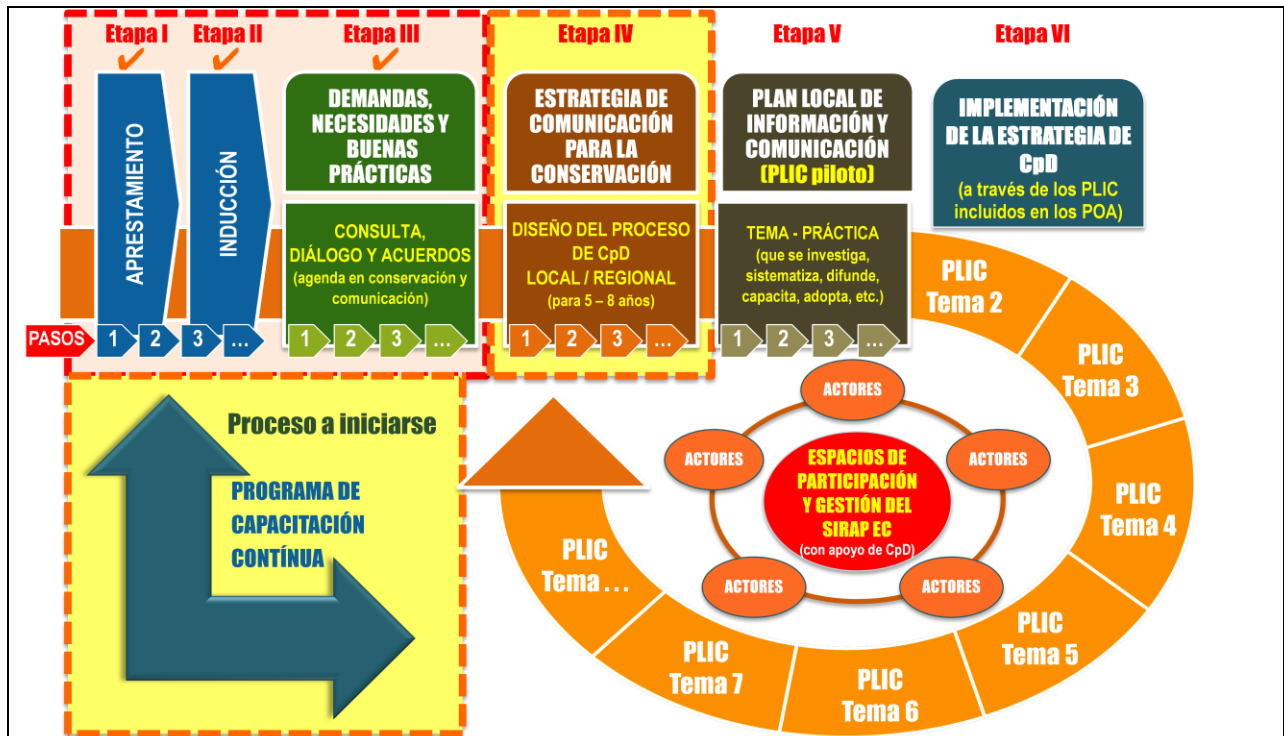 Etapa I
Etapa II
Etapa III
Etapa IV
Etapa V
Etapa VI
APRESTAMIENTO
INDUCCIÓN
DEMANDAS,
NECESIDADES Y
BUENAS
PRÁCTICAS
CONSULTA,
DIÁLOGO Y ACUERDOS
(agenda en conservación y
comunicación)
ESTRATEGIA DE
COMUNICACIÓN
PARA LA
CONSERVACIÓN
DISEÑO DEL PROCESO
DE CpD
LOCAL / REGIONAL
(para 5 – 8 años)
PLAN LOCAL DE
INFORMACIÓN Y
COMUNICACIÓN
(PLIC piloto)
TEMA - PRÁCTICA
(que se investiga,
sistematiza, difunde,
capacita, adopta, etc.)
IMPLEMENTACIÓN
DE LA ESTRATEGIA DE
CpD
(a través de los PLIC
incluidos en los POA)
PASOS
1 2 3 ...
1 2 3 ...
1 2 3 ...
1 2 3 ...
Proceso a iniciarse
PROGRAMA DE
CAPACITACIÓN
CONTÍNUA
PLIC
Tema 2
PLIC
Tema 3
PLIC
Tema 4
PLIC
Tema 5
PLIC
Tema 6
PLIC
Tema 7
PLIC
Tema . . .
ACTORES
ACTORES
ACTORES
ACTORES
ACTORES
ESPACIOS DE
PARTICIPACIÓN
Y GESTIÓN DEL
SIRAP EC
(con apoyo de CpD)